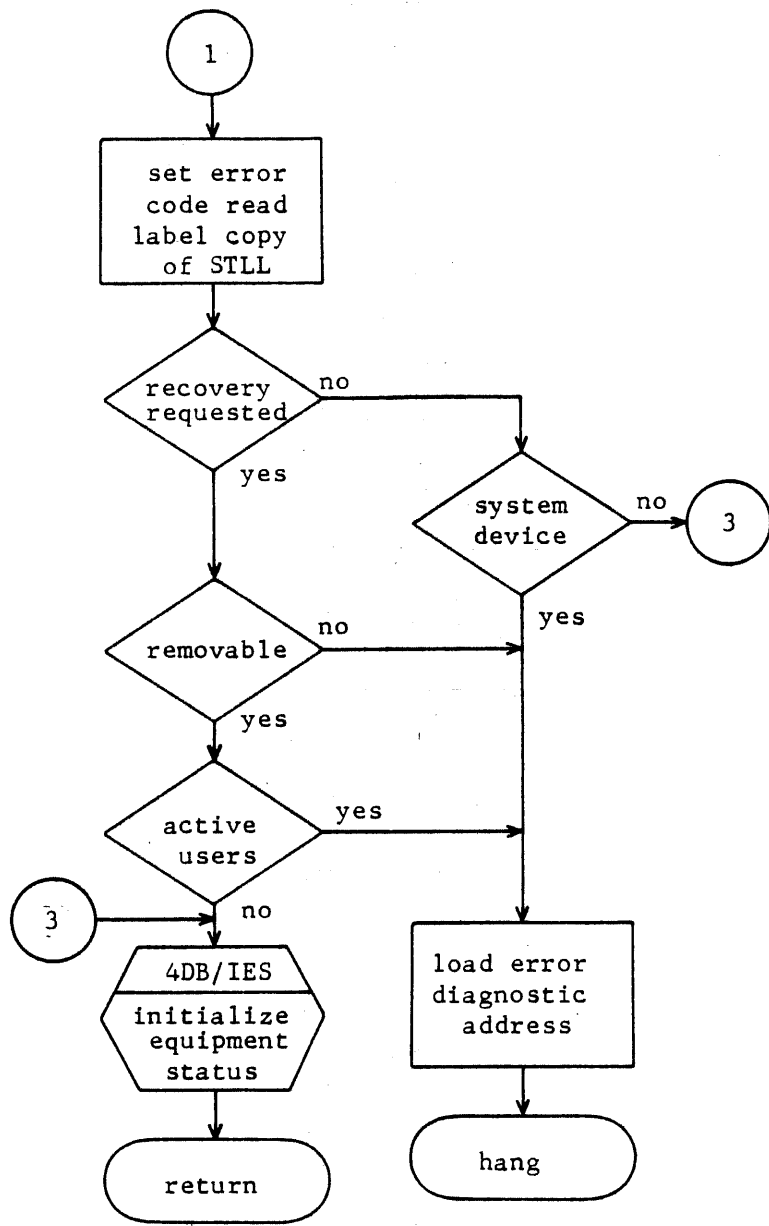 1
set error
code read
label copy
of STLL
recovery
requested
no
yes
system
device
no
3
yes
removable
no
yes
active
users
yes
3
no
4DB/IES
initialize
equipment
status
load error
diagnostic
address
return
hang